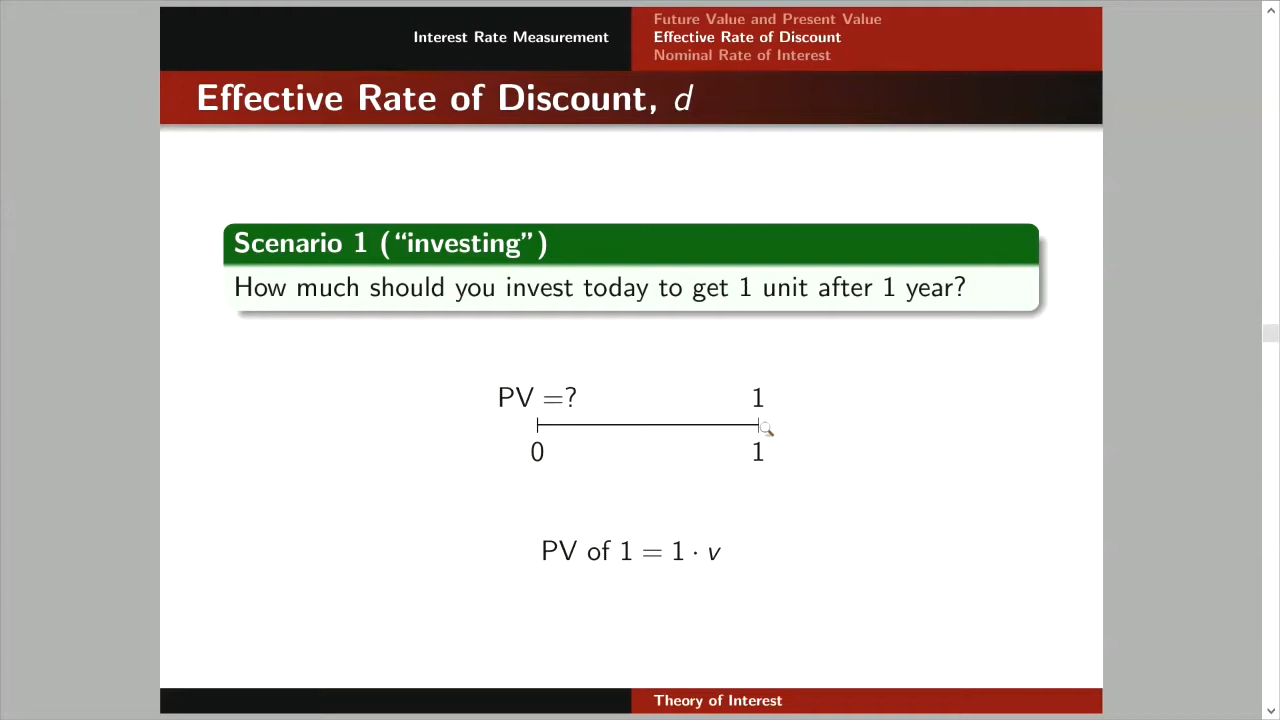 Interest Rate Measurement
Future Value and Present Value
Effective Rate of Discount
Nominal Rate of Interest
Effective Rate of Discount, d
Scenario 1 (“investing”)
How much should you invest today to get 1 unit after 1 year?
PV =? 1
0 1
PV of 1 = 1 · v
Theory of Interest